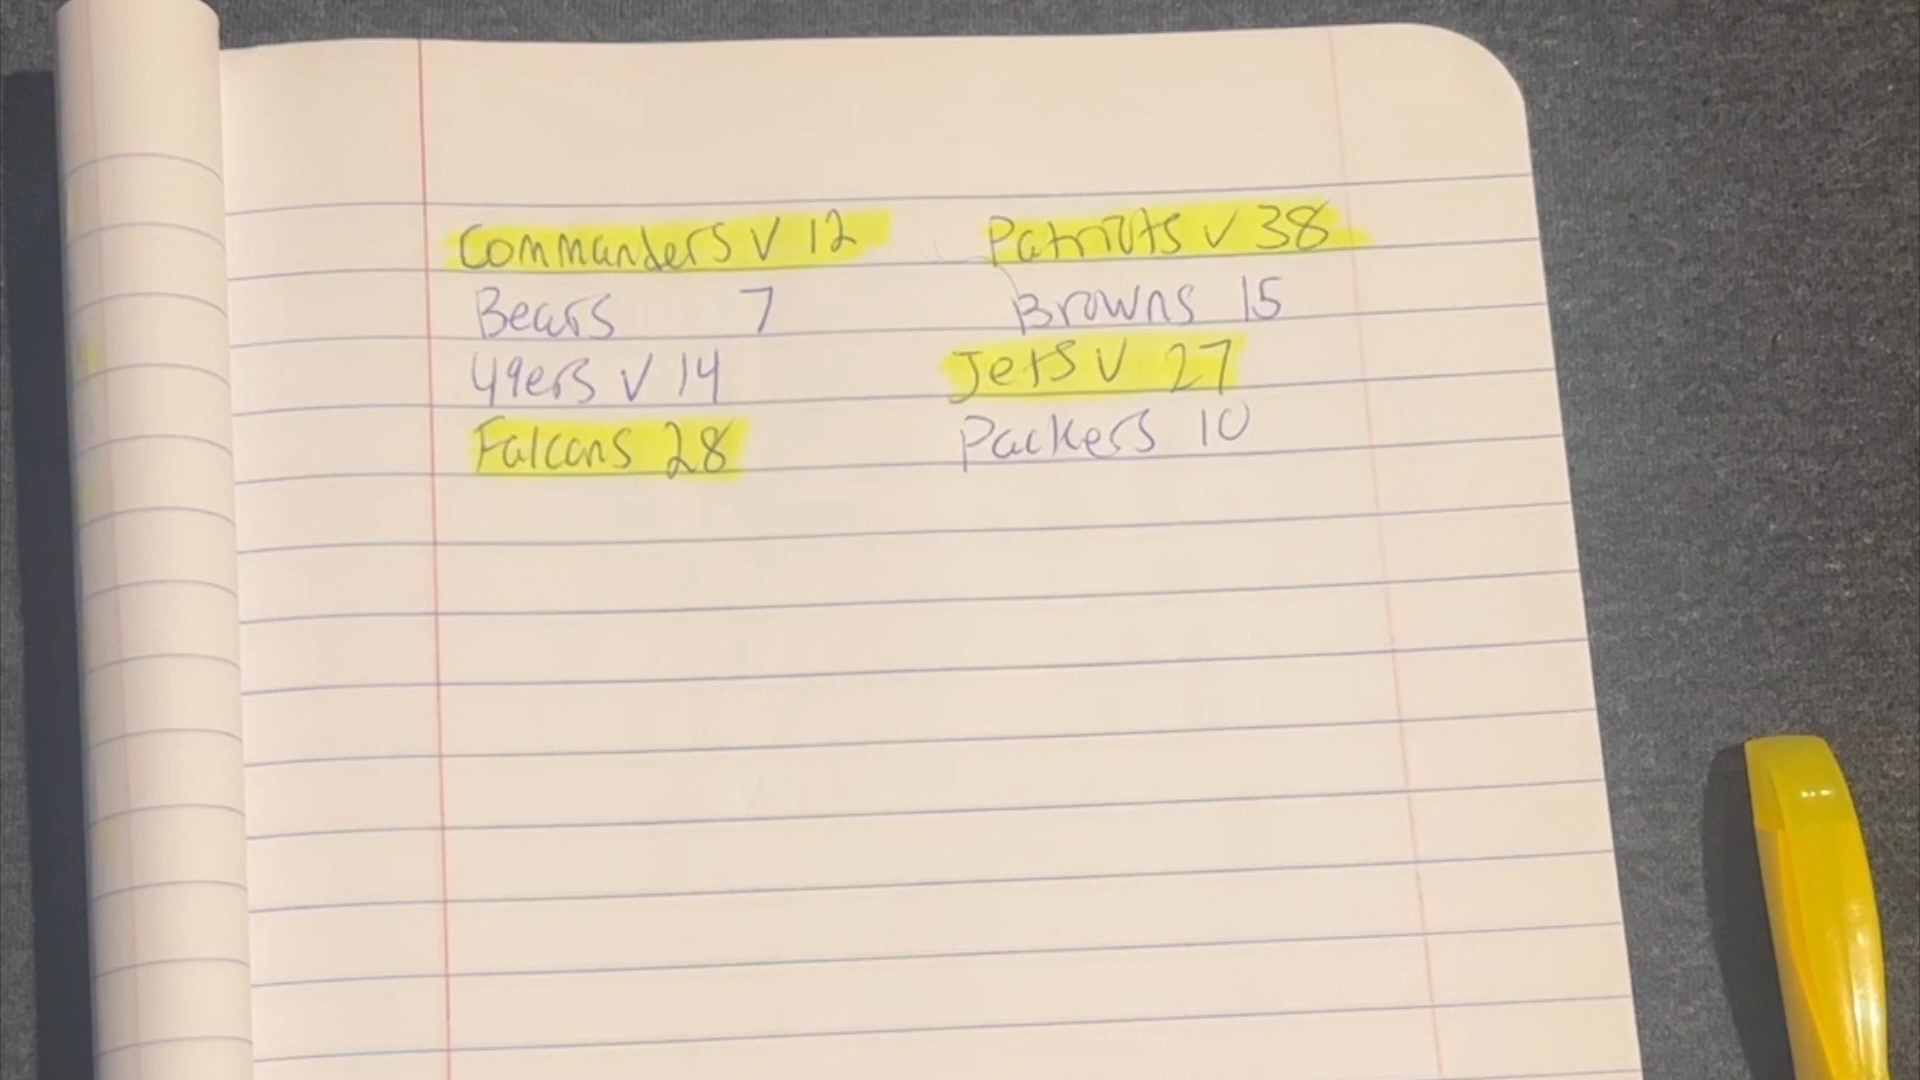 Commanders V 12
Bears 7
49ers V 14
Falcons 28
Patriots V 38
Browns 15
Jets V 27
Packers 10